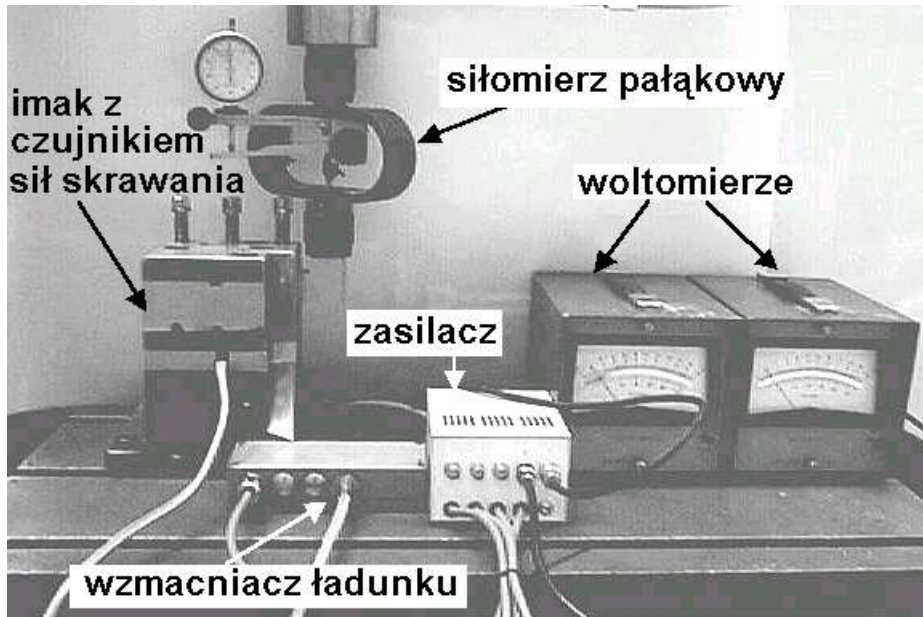 siłomierz pałąkowy
imak z
czujnikiem
sił skrawania
woltomierze
zasilacz
wzmacniacz ładunku